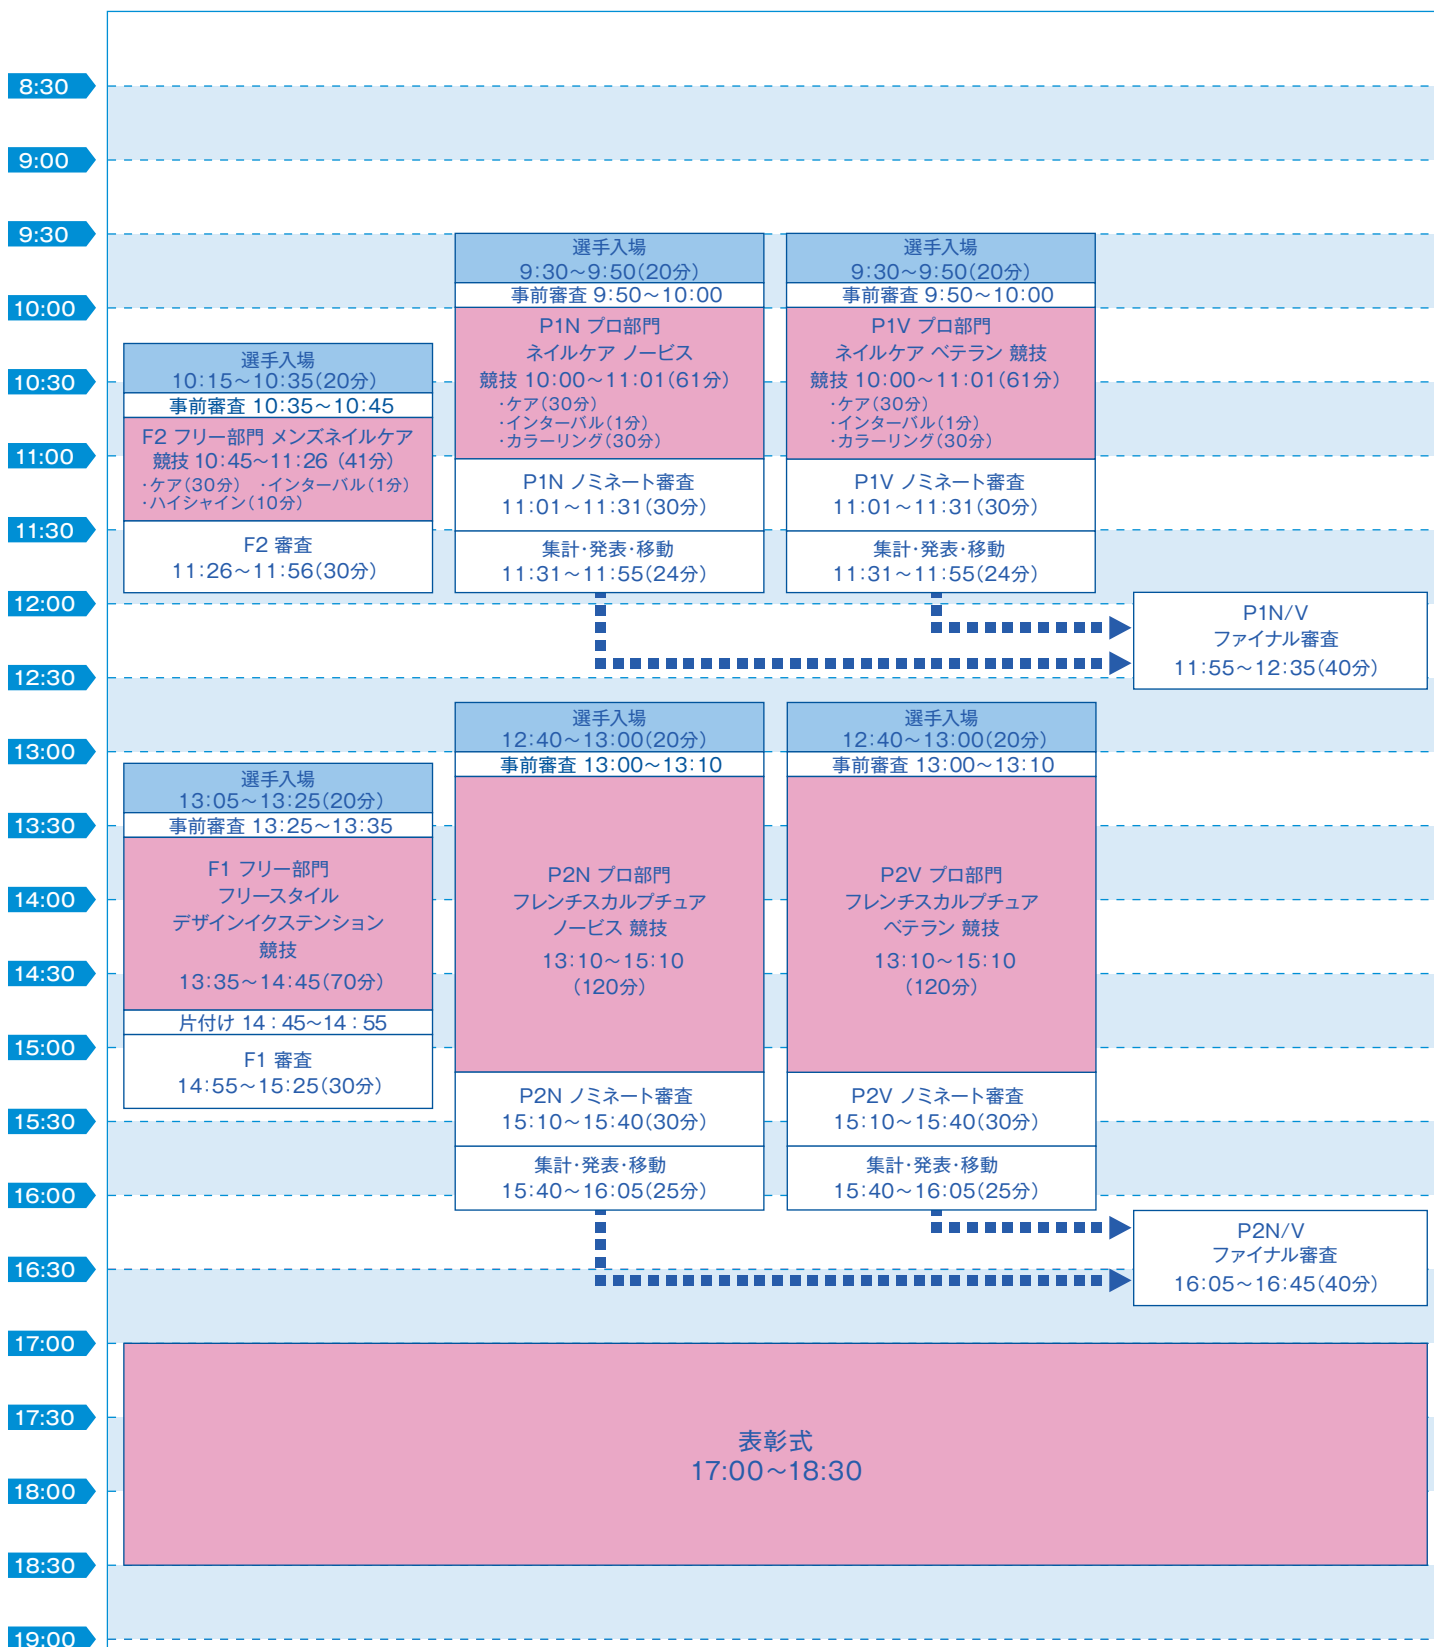 8:30
9:00
9:30
10:00
10:30
11:00
11:30
12:00
12:30
13:00
13:30
14:00
14:30
15:00
15:30
16:00
16:30
17:00
17:30
18:00
18:30
19:00
選手入場
10:15～10:35(20分)
事前審査 10:35～10:45
F2 フリー部門 メンズネイルケア
競技 10:45～11:26 (41分)
・ケア(30分) ・インターバル(1分)
・ハイシャイン(10分)
F2 審査
11:26～11:56(30分)
選手入場
9:30～9:50(20分)
事前審査 9:50～10:00
P1N プロ部門
ネイルケア ノービス
競技 10:00～11:01(61分)
・ケア(30分)
・インターバル(1分)
・カラーリング(30分)
P1N ノミネート審査
11:01～11:31(30分)
集計・発表・移動
11:31～11:55(24分)
選手入場
9:30～9:50(20分)
事前審査 9:50～10:00
P1V プロ部門
ネイルケア ベテラン 競技
競技 10:00～11:01(61分)
・ケア(30分)
・インターバル(1分)
・カラーリング(30分)
P1V ノミネート審査
11:01～11:31(30分)
集計・発表・移動
11:31～11:55(24分)
P1N/V
ファイナル審査
11:55～12:35(40分)
選手入場
13:05～13:25(20分)
事前審査 13:25～13:35
F1 フリー部門
フリースタイル
デザインイクステンション
競技
13:35～14:45(70分)
片付け 14：45～14：55
F1 審査
14:55～15:25(30分)
選手入場
12:40～13:00(20分)
事前審査 13:00～13:10
P2N プロ部門
フレンチスカルプチュア
ノービス 競技
13:10～15:10
(120分)
P2N ノミネート審査
15:10～15:40(30分)
集計・発表・移動
15:40～16:05(25分)
選手入場
12:40～13:00(20分)
事前審査 13:00～13:10
P2V プロ部門
フレンチスカルプチュア
ベテラン 競技
13:10～15:10
(120分)
P2V ノミネート審査
15:10～15:40(30分)
集計・発表・移動
15:40～16:05(25分)
P2N/V
ファイナル審査
16:05～16:45(40分)
表彰式
17:00～18:30